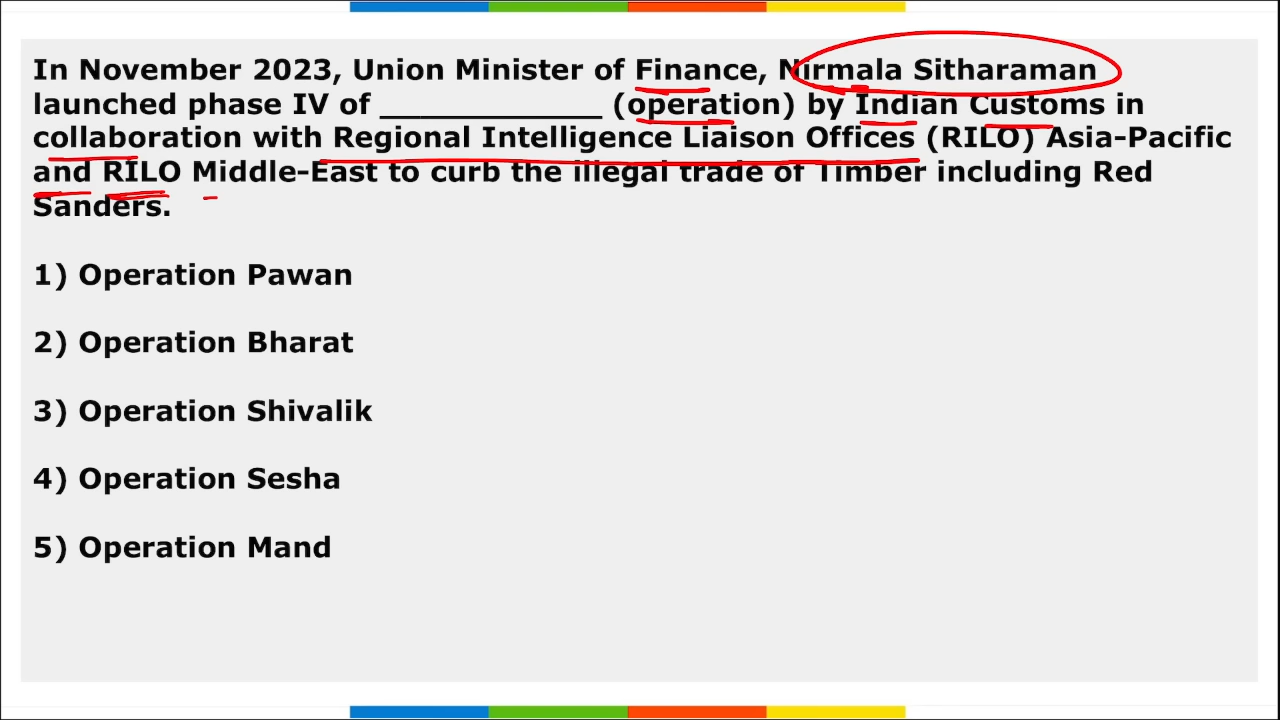 In November 2023, Union Minister of Finance, Nirmala Sitharaman
launched phase IV of _____________ (operation) by Indian Customs in
collaboration with Regional Intelligence Liaison Offices (RILO) Asia-Pacific
and RILO Middle-East to curb the illegal trade of Timber including Red
Sanders.
1) Operation Pawan
2) Operation Bharat
3) Operation Shivalik
4) Operation Sesha
5) Operation Mand